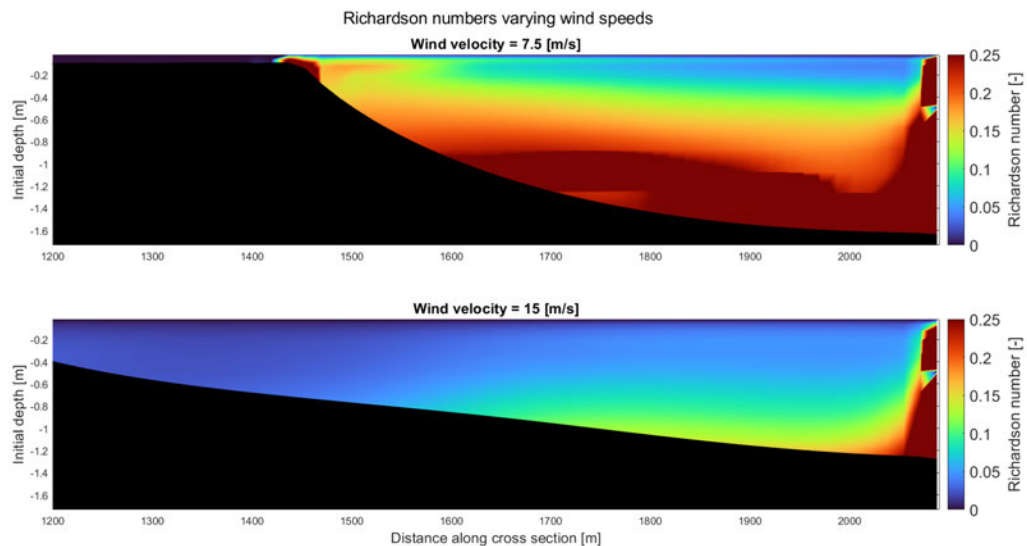 Richardson numbers varying wind speeds
Wind velocity = 7.5 [m/s]
Initial depth [m]
-0.2
-0.4
-0.6
-0.8
-1
-1.2
-1.4
-1.6
1200 1300 1400 1500 1600 1700 1800 1900 2000
0.25
0.2
0.15
0.1
0.05
0
Richardson number [-]
Wind velocity = 15 [m/s]
Initial depth [m]
-0.2
-0.4
-0.6
-0.8
-1
-1.2
-1.4
-1.6
1200 1300 1400 1500 1600 1700 1800 1900 2000
Distance along cross section [m]
0.25
0.2
0.15
0.1
0.05
0
Richardson number [-]